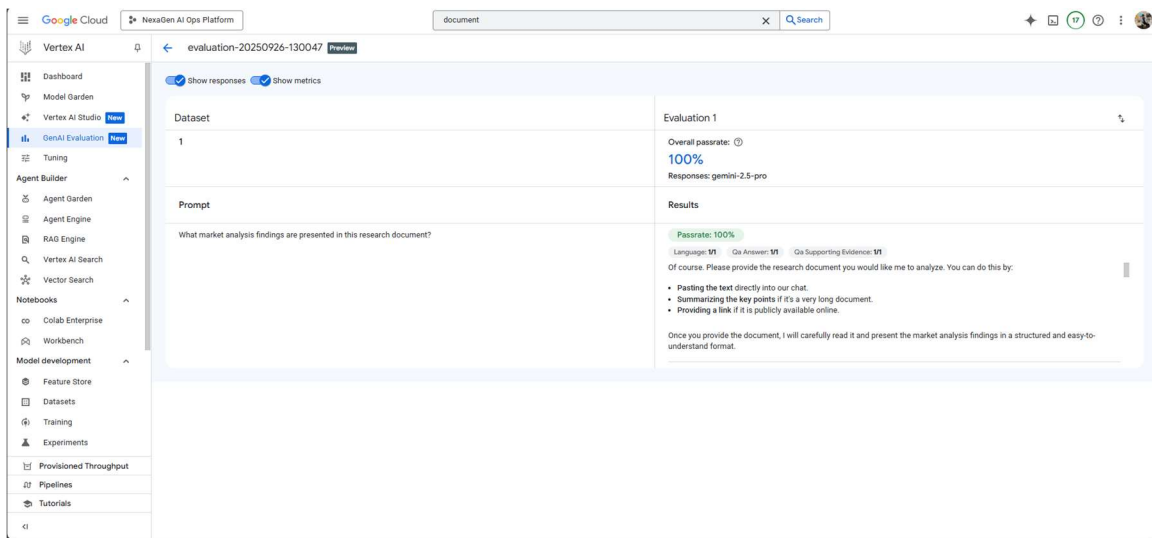 Google Cloud
NexaGen AI Ops Platform
document
Search
17
Vertex AI
evaluation-20250926-130047 Preview
Dashboard
Model Garden
Vertex AI Studio New
GenAI Evaluation New
Tuning
Agent Builder
Agent Garden
Agent Engine
RAG Engine
Vertex AI Search
Vector Search
Notebooks
Colab Enterprise
Workbench
Model development
Feature Store
Datasets
Training
Experiments
Provisioned Throughput
Pipelines
Tutorials
Show responses Show metrics
Dataset
1
Prompt
What market analysis findings are presented in this research document?
Evaluation 1
Overall passrate:
100%
Responses: gemini-2.5-pro
Results
Passrate: 100%
Language: 1/1 Qa Answer: 1/1 Qa Supporting Evidence: 1/1
Of course. Please provide the research document you would like me to analyze. You can do this by:
• Pasting the text directly into our chat.
• Summarizing the key points if it's a very long document.
• Providing a link if it is publicly available online.
Once you provide the document, I will carefully read it and present the market analysis findings in a structured and easy-to-
understand format.